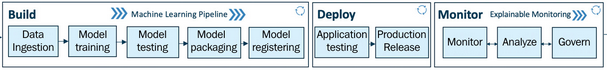 Build
Machine Learning Pipeline
Data
Ingestion
Model
training
Model
testing
Model
packaging
Model
registering
Deploy
Application
testing
Production
Release
Monitor
Explainable Monitoring
Monitor
Analyze
Govern